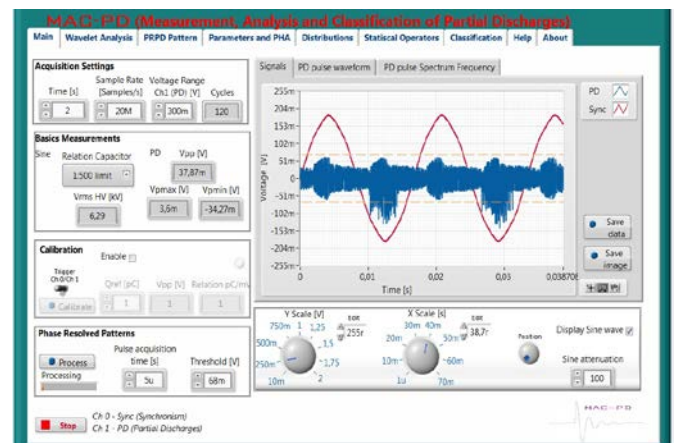 MAC-PD (Measurement, Analysis and Classification of Partial Discharges)
Main Wavelet Analysis PRPD Pattern Parameters and PHA Distributions Statiscal Operators Classification Help About
Acquisition Settings
Time [s] Sample Rate [Samples/s] Voltage Range Ch1 (PD) [V] Cycles
2 20M 300m 120
Basics Measurements
Sine Relation Capacitor PD Vpp [V]
1:500 limit 37,87m
Vrms HV [kV] Vpmax [V] Vpmin [V]
6,29 3,6m -34,27m
Calibration
Enable
Trigger
Ch0/Ch1 Qref [pC] Vpp [V] Relation pC/mv
Calibrate 1 1 1
Phase Resolved Patterns
Process Pulse acquisition time [s] Threshold [V]
Processing 5u 68m
Stop
Ch 0 - Sync (Synchronism)
Ch 1 - PD (Partial Discharges)
Signals PD pulse waveform PD pulse Spectrum Frequency
PD
Sync
Voltage [V]
255m
204m
153m
102m
51m
0
-51m
-102m
-153m
-204m
-255m
0 0,01 0,02 0,03 0,038706
Time [s]
Save data
Save image
Y Scale [V]
750m 1 1,25
500m 1,5
250m 1,75
10m 2
255r
X Scale [s]
30m 40m
20m 50m
10m 60m
1u 70m
38,7r
Position
Display Sine wave
Sine attenuation
100
MAC-PD